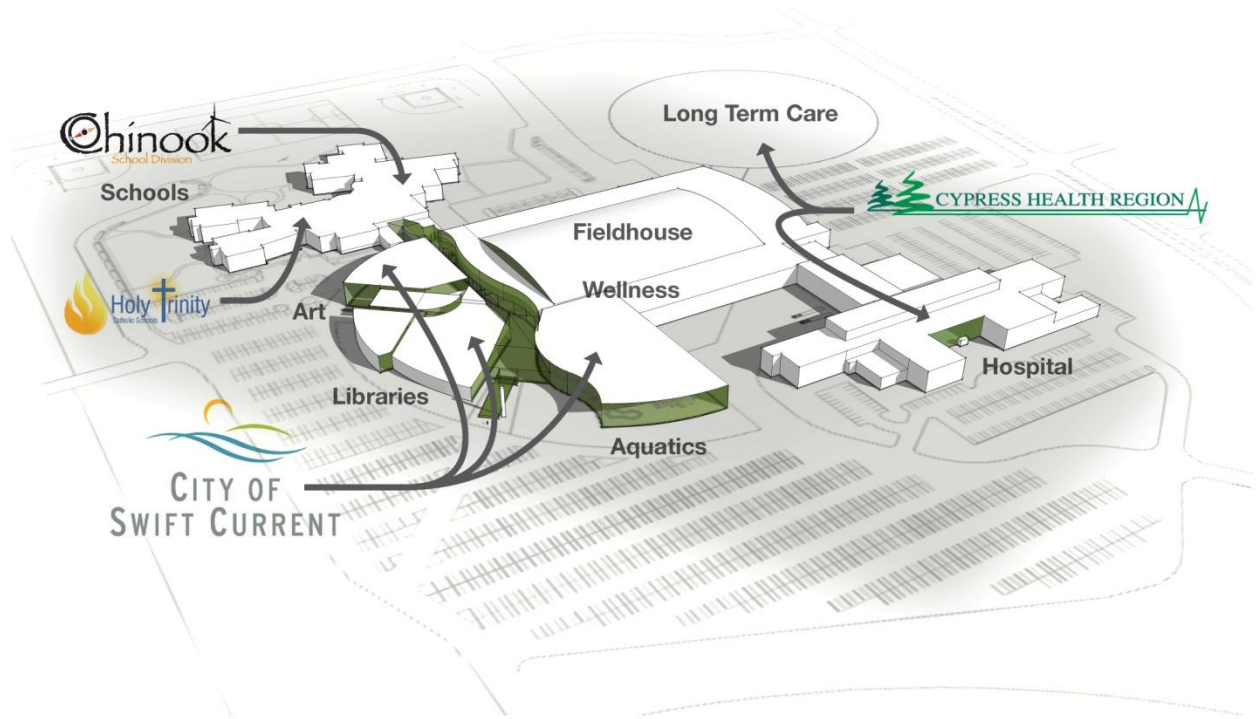 Chinook
School Division
Schools
Long Term Care
CYPRESS HEALTH REGION
Fieldhouse
Wellness
Holy Trinity
Catholic Schools
Art
Libraries
Hospital
Aquatics
CITY OF
SWIFT CURRENT